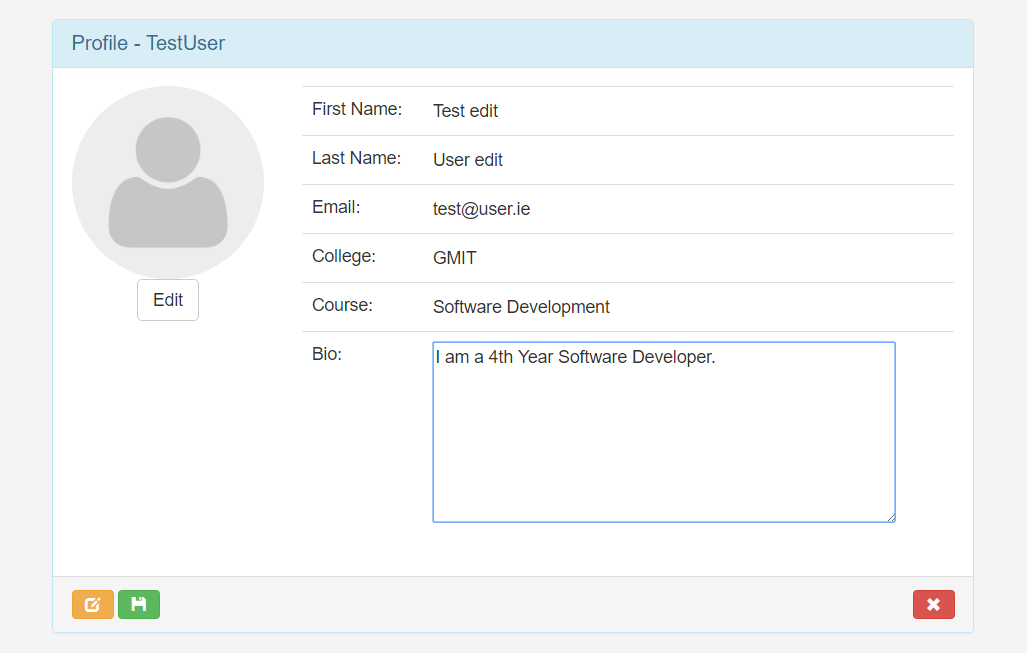 Profile - TestUser
First Name: Test edit
Last Name: User edit
Email: test@user.ie
College: GMIT
Edit
Course: Software Development
Bio: I am a 4th Year Software Developer.